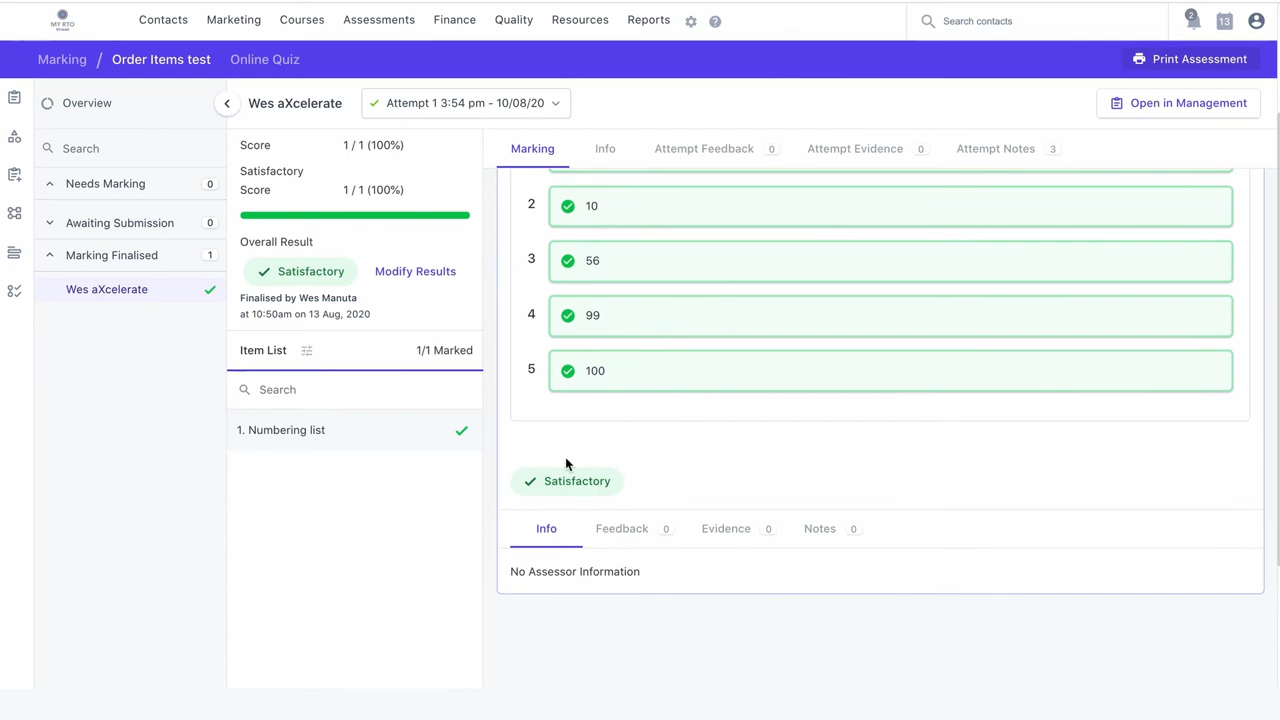 MY RTO
Contacts Marketing Courses Assessments Finance Quality Resources Reports
Search contacts
2
13
Marking / Order Items test Online Quiz
Print Assessment
Overview
Wes aXcelerate
Attempt 1 3:54 pm - 10/08/20
Open in Management
Search
Needs Marking 0
Awaiting Submission 0
Marking Finalised 1
Wes aXcelerate
Score 1 / 1 (100%)
Satisfactory
Score 1 / 1 (100%)
Overall Result
Satisfactory Modify Results
Finalised by Wes Manuta
at 10:50am on 13 Aug, 2020
Item List 1/1 Marked
Search
1. Numbering list
Marking Info Attempt Feedback 0 Attempt Evidence 0 Attempt Notes 3
2 10
3 56
4 99
5 100
Satisfactory
Info Feedback 0 Evidence 0 Notes 0
No Assessor Information